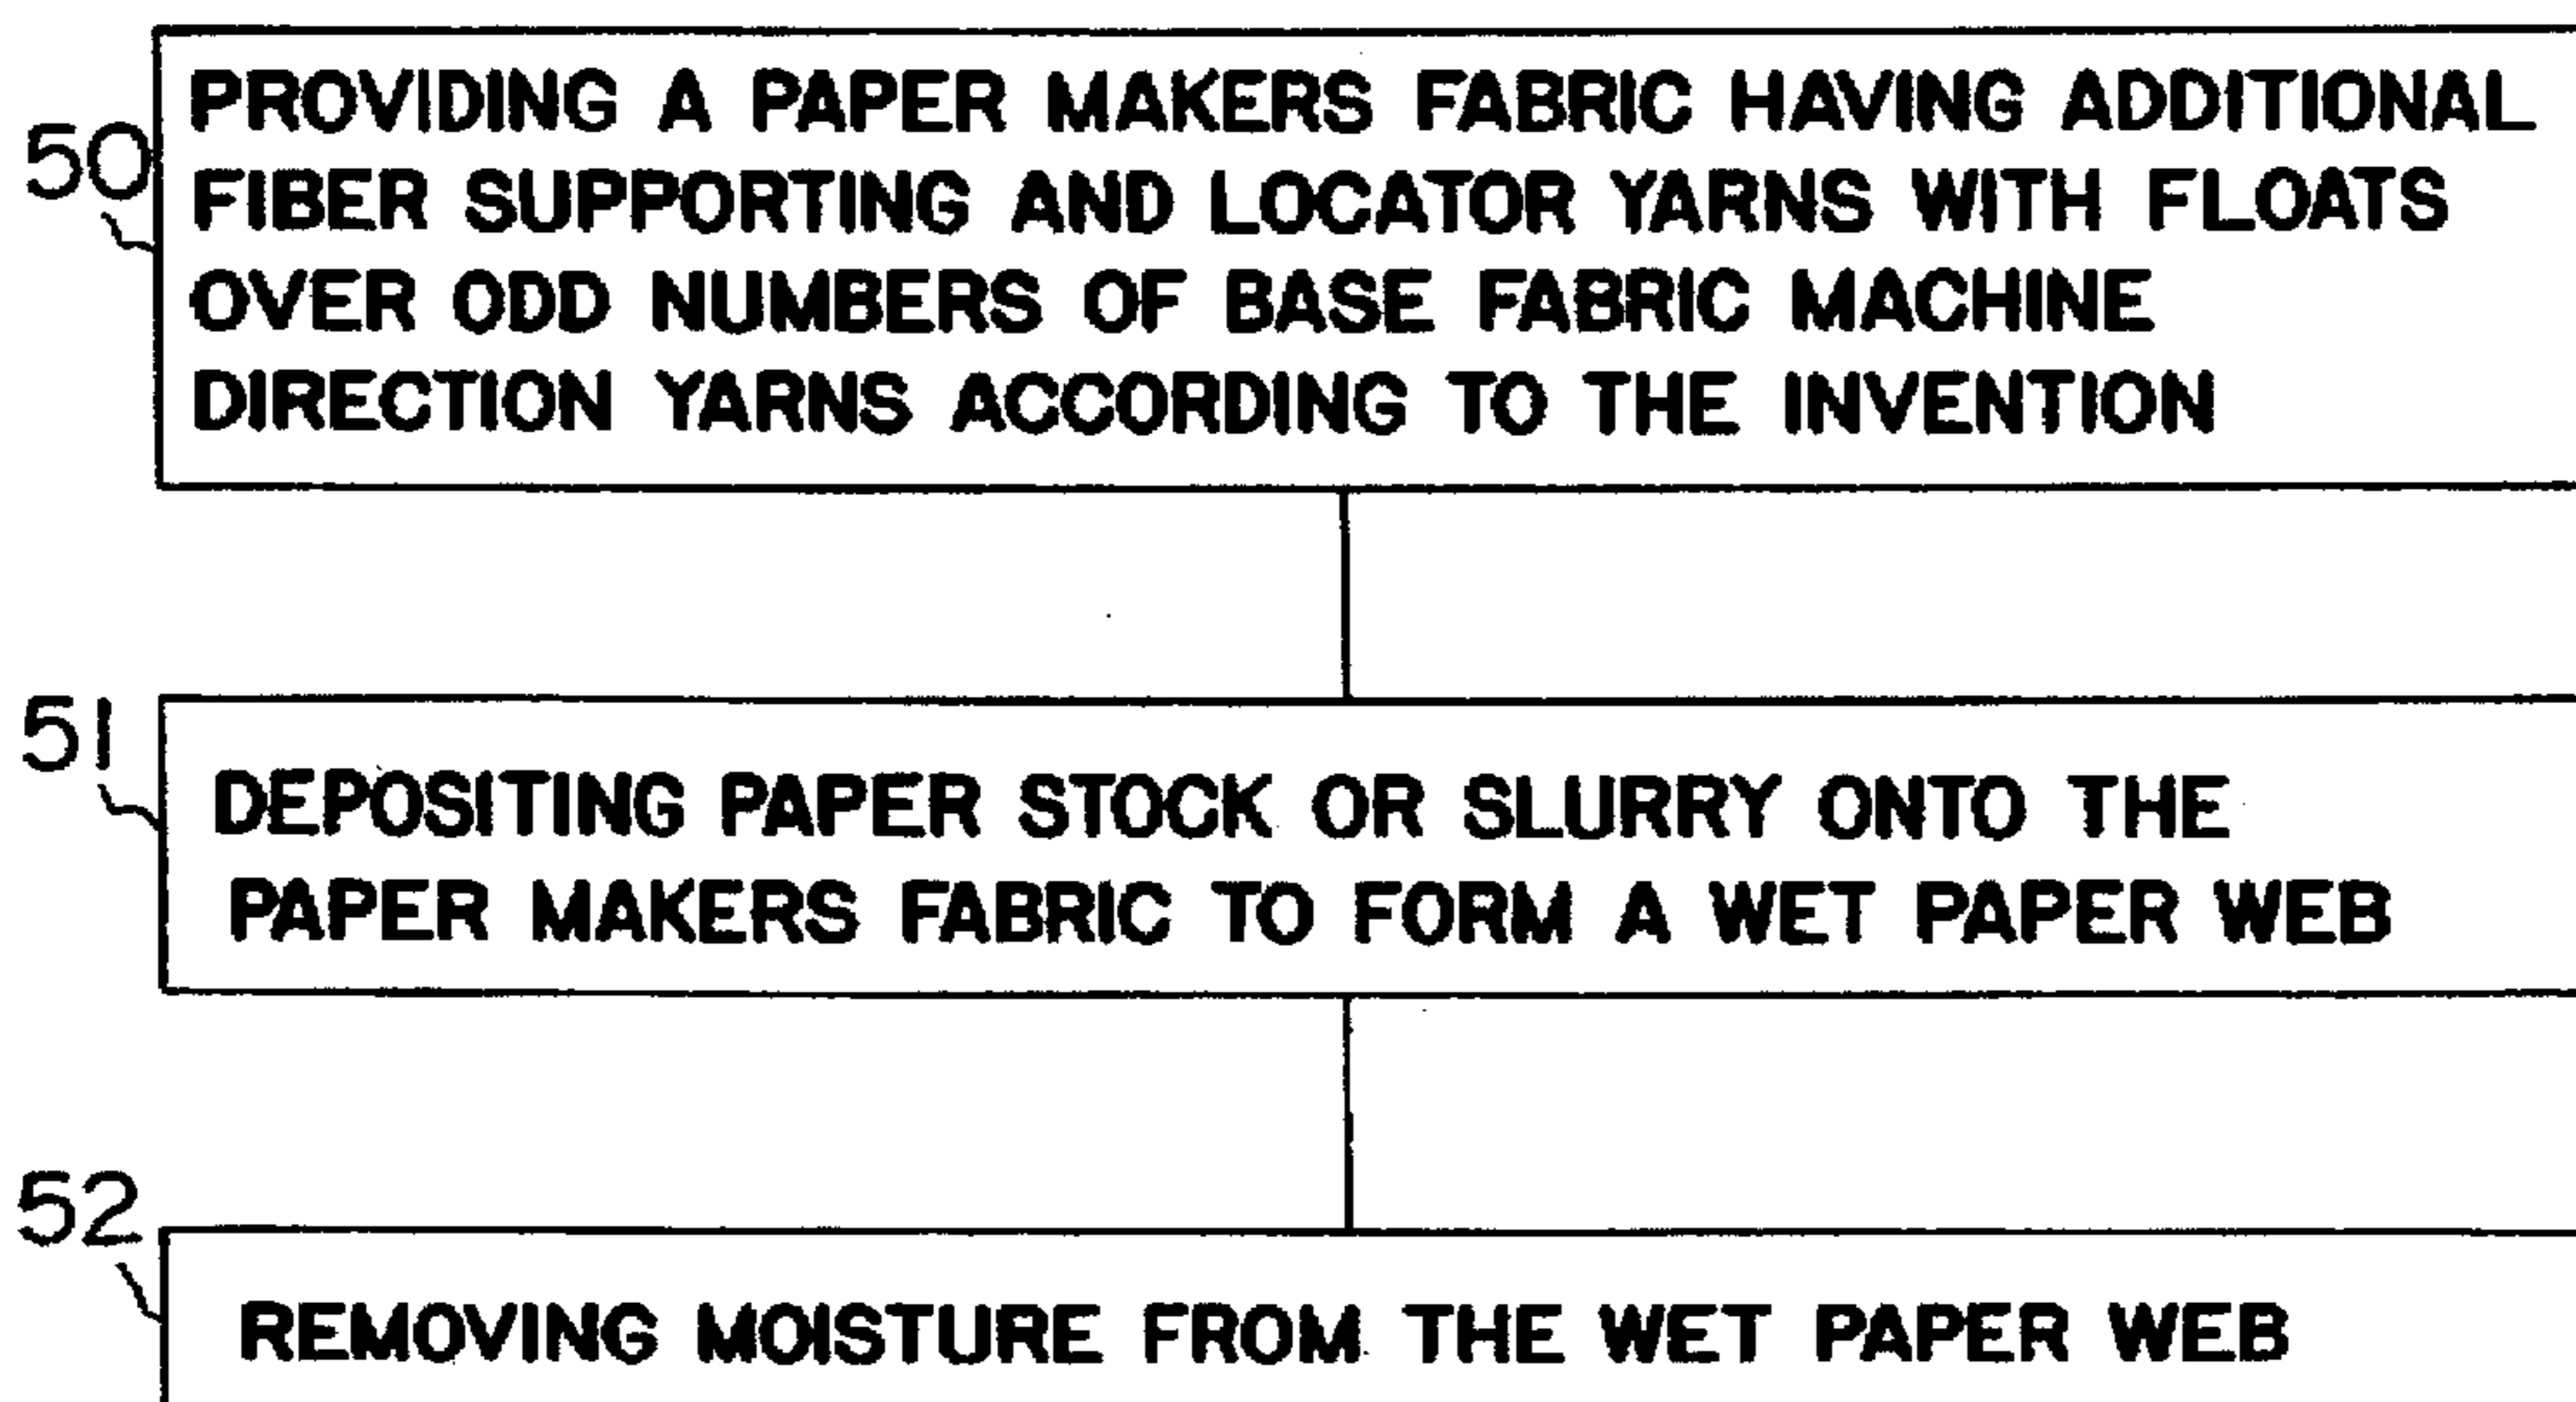 50
PROVIDING A PAPER MAKERS FABRIC HAVING ADDITIONAL
FIBER SUPPORTING AND LOCATOR YARNS WITH FLOATS
OVER ODD NUMBERS OF BASE FABRIC MACHINE
DIRECTION YARNS ACCORDING TO THE INVENTION
51
DEPOSITING PAPER STOCK OR SLURRY ONTO THE
PAPER MAKERS FABRIC TO FORM A WET PAPER WEB
52
REMOVING MOISTURE FROM THE WET PAPER WEB